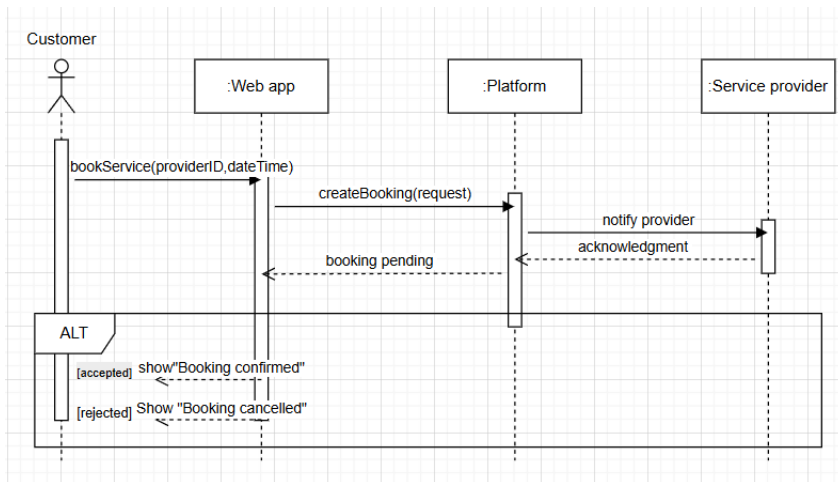 Customer
:Web app
:Platform
:Service provider
bookService(providerID,dateTime)
createBooking(request)
notify provider
acknowledgment
booking pending
ALT
[accepted] show"Booking confirmed"
[rejected] Show "Booking cancelled"